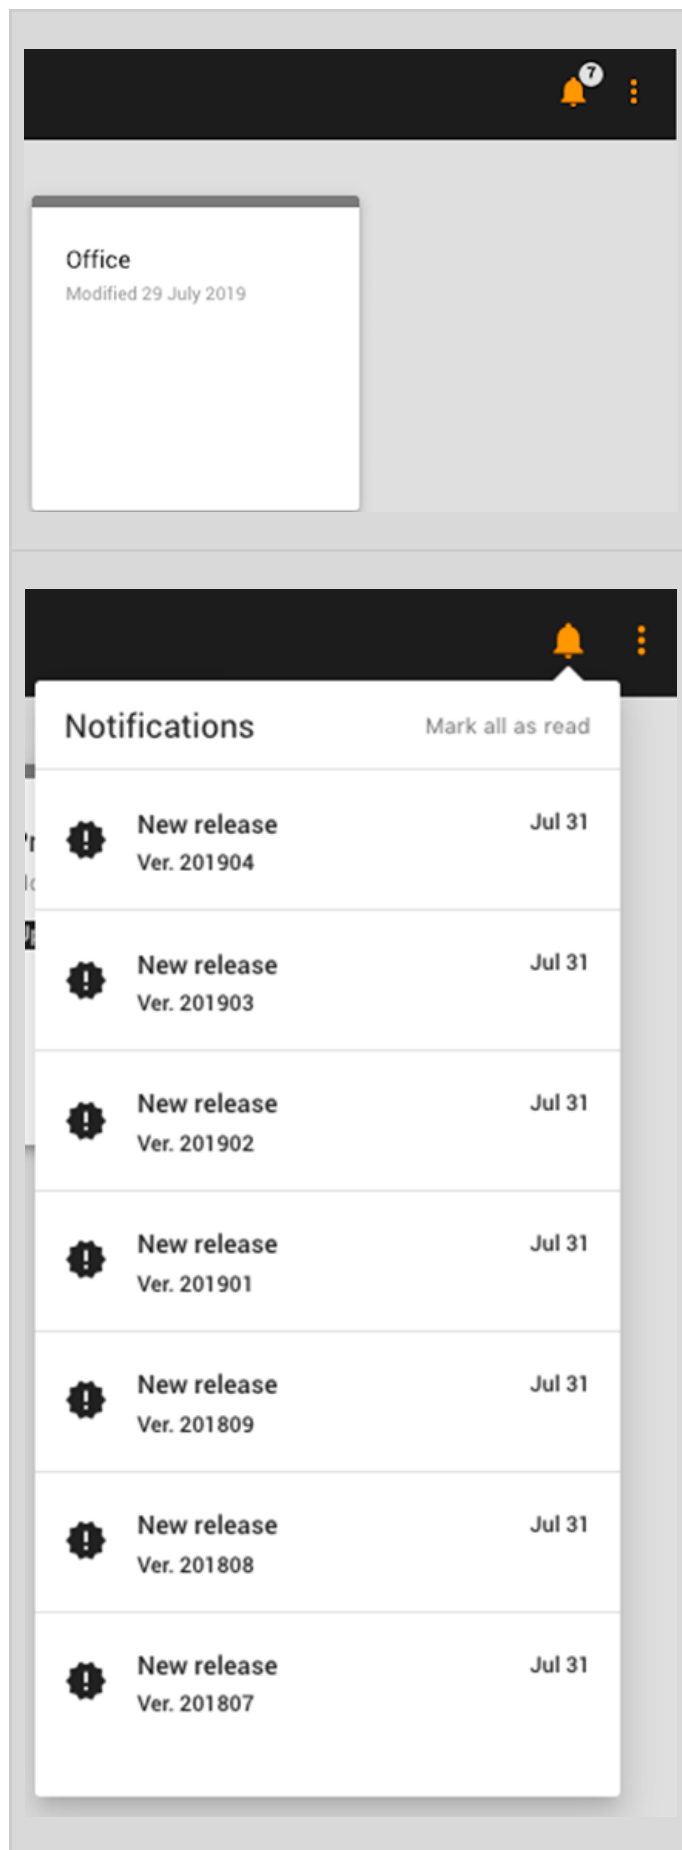 7
Office
Modified 29 July 2019
Notifications
Mark all as read
New release
Jul 31
Ver. 201904
New release
Jul 31
Ver. 201903
New release
Jul 31
Ver. 201902
New release
Jul 31
Ver. 201901
New release
Jul 31
Ver. 201809
New release
Jul 31
Ver. 201808
New release
Jul 31
Ver. 201807